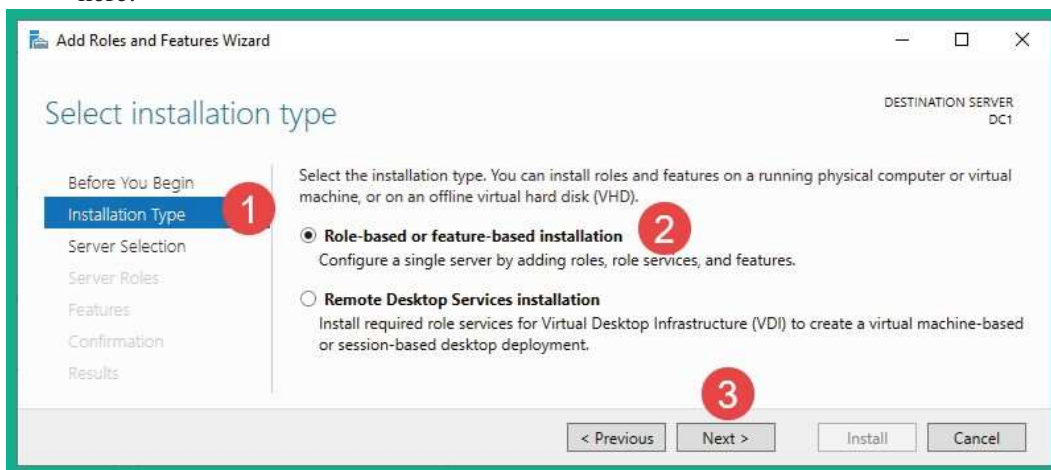 Add Roles and Features Wizard
Select installation type
DESTINATION SERVER
DC1
Before You Begin
Installation Type
Server Selection
Server Roles
Features
Confirmation
Results
1
Select the installation type. You can install roles and features on a running physical computer or virtual
machine, or on an offline virtual hard disk (VHD).
Role-based or feature-based installation
2
Configure a single server by adding roles, role services, and features.
Remote Desktop Services installation
Install required role services for Virtual Desktop Infrastructure (VDI) to create a virtual machine-based
or session-based desktop deployment.
3
< Previous
Next >
Install
Cancel